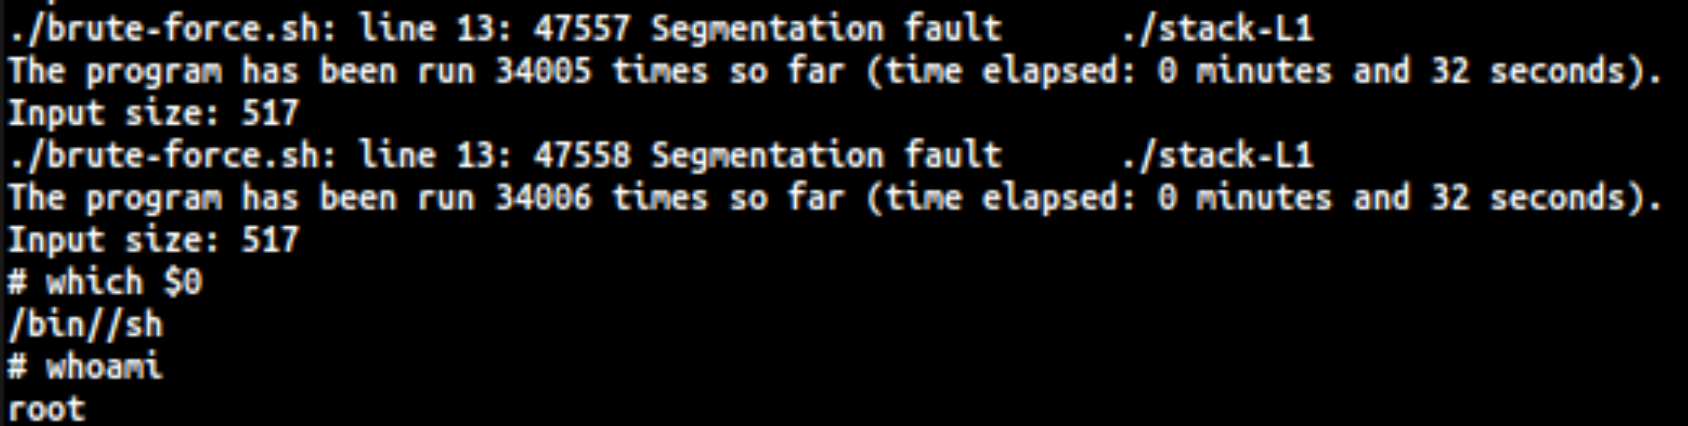 ./brute-force.sh: line 13: 47557 Segmentation fault      ./stack-L1
The program has been run 34005 times so far (time elapsed: 0 minutes and 32 seconds).
Input size: 517
./brute-force.sh: line 13: 47558 Segmentation fault      ./stack-L1
The program has been run 34006 times so far (time elapsed: 0 minutes and 32 seconds).
Input size: 517
# which $0
/bin//sh
# whoami
root